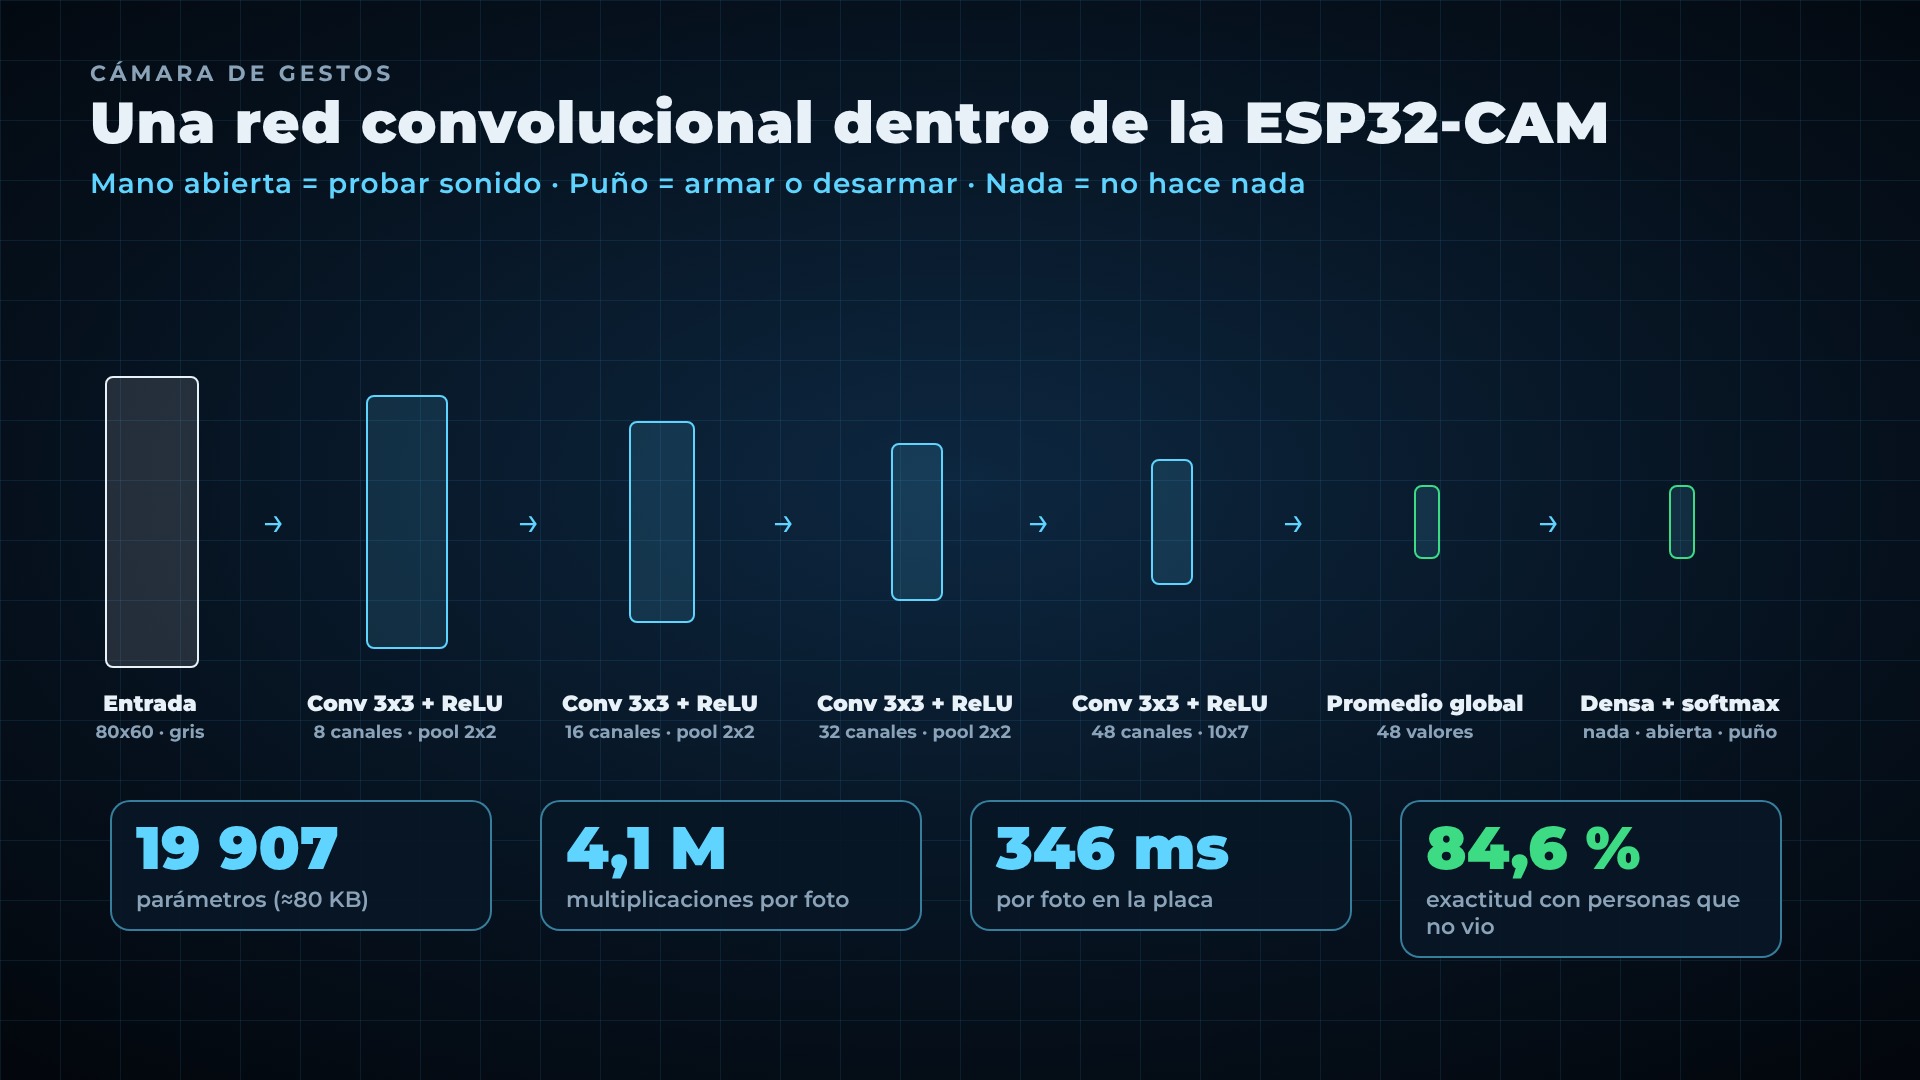 CÁMARA DE GESTOS
Una red convolucional dentro de la ESP32-CAM
Mano abierta = probar sonido · Puño = armar o desarmar · Nada = no hace nada
→ → → → → →
Entrada
80x60 · gris
Conv 3x3 + ReLU
8 canales · pool 2x2
Conv 3x3 + ReLU
16 canales · pool 2x2
Conv 3x3 + ReLU
32 canales · pool 2x2
Conv 3x3 + ReLU
48 canales · 10x7
Promedio global
48 valores
Densa + softmax
nada · abierta · puño
19 907
parámetros (≈80 KB)
4,1 M
multiplicaciones por foto
346 ms
por foto en la placa
84,6 %
exactitud con personas que
no vio